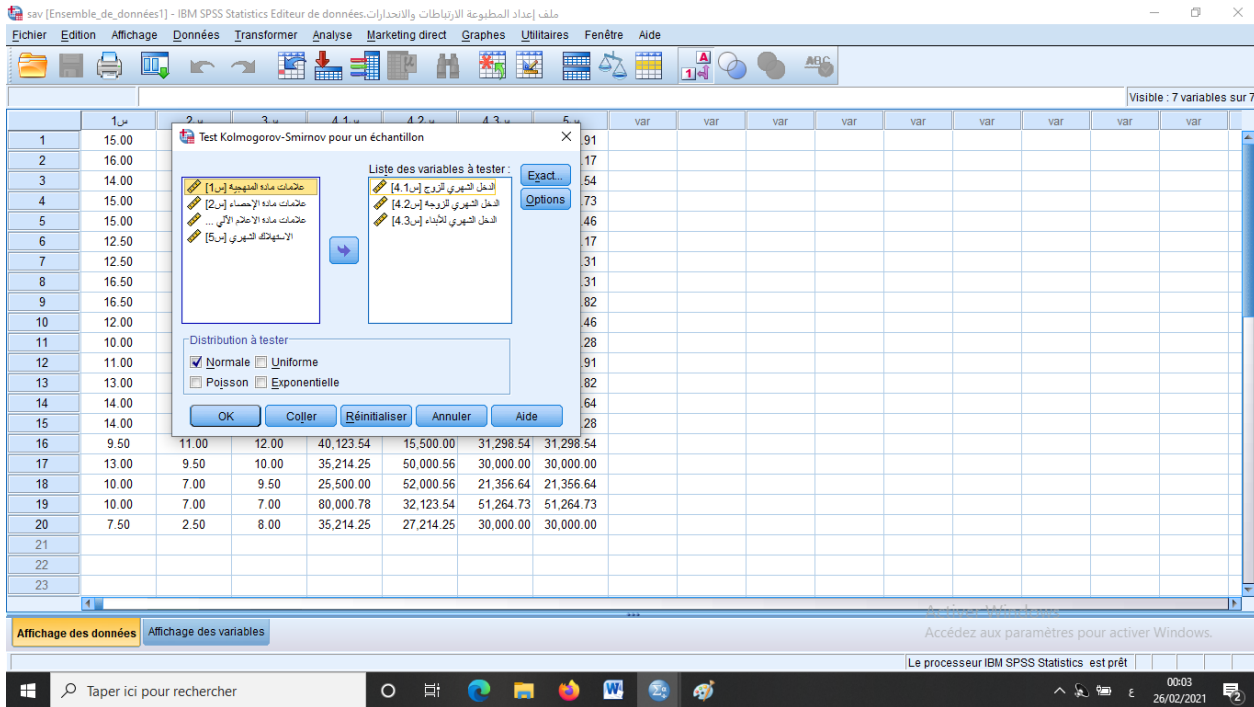 sav [Ensemble_de_données1] - IBM SPSS Statistics Editeur de données.ملف إعداد المطبوعة الارتباطات والانحدارات
Fichier Edition Affichage Données Transformer Analyse Marketing direct Graphes Utilitaires Fenêtre Aide
Visible : 7 variables sur 7
س1 var var var var var var var var var
Test Kolmogorov-Smirnov pour un échantillon
Liste des variables à tester :
علامات مادة المنهجية [س1]
علامات مادة الإحصاء [س2]
علامات مادة الاعلام الآلي ...
الاستهلاك الشهري [س5]
الدخل الشهري للزوج [س4.1]
الدخل الشهري للزوجة [س4.2]
الدخل الشهري للأبناء [س4.3]
Exact...
Options
Distribution à tester
Normale Uniforme
Poisson Exponentielle
OK Coller Réinitialiser Annuler Aide
1 15.00 .91
2 16.00 .17
3 14.00 .54
4 15.00 .73
5 15.00 .46
6 12.50 .17
7 12.50 .31
8 16.50 .31
9 16.50 .82
10 12.00 .46
11 10.00 .28
12 11.00 .91
13 13.00 .82
14 14.00 .64
15 14.00 .28
16 9.50 11.00 12.00 40,123.54 15,500.00 31,298.54 31,298.54
17 13.00 9.50 10.00 35,214.25 50,000.56 30,000.00 30,000.00
18 10.00 7.00 9.50 25,500.00 52,000.56 21,356.64 21,356.64
19 10.00 7.00 7.00 80,000.78 32,123.54 51,264.73 51,264.73
20 7.50 2.50 8.00 35,214.25 27,214.25 30,000.00 30,000.00
21
22
23
Activer Windows
Accédez aux paramètres pour activer Windows.
Affichage des données Affichage des variables
Le processeur IBM SPSS Statistics est prêt
Taper ici pour rechercher
ع
00:03
26/02/2021
2